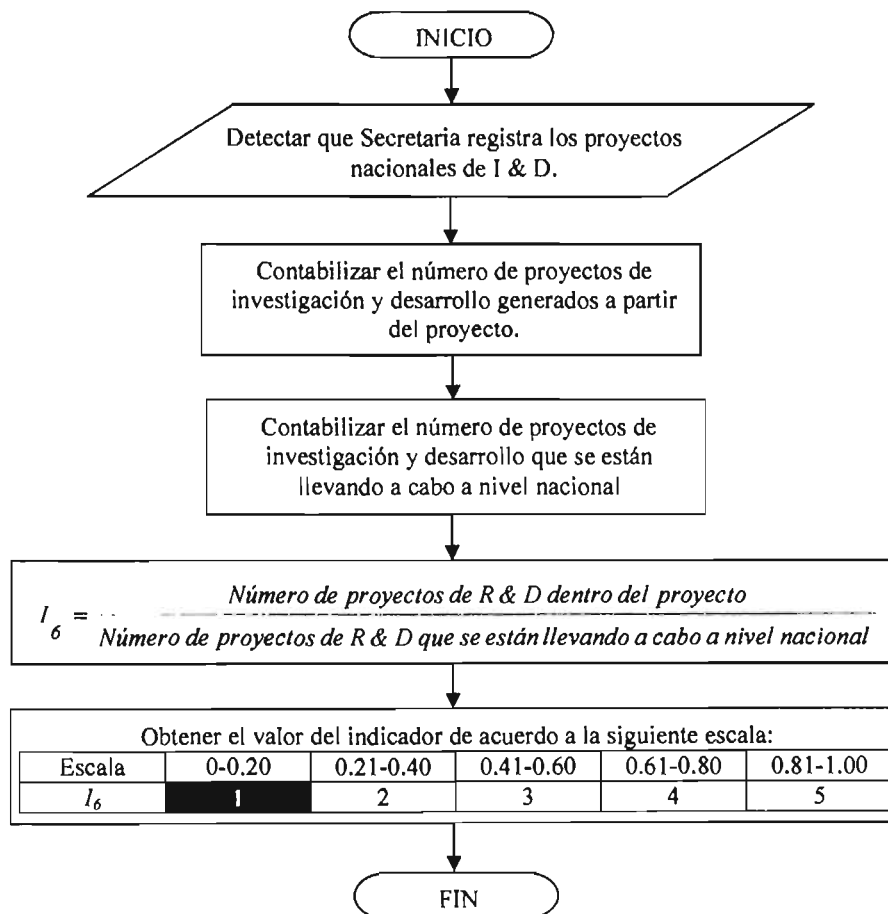 INICIO
Detectar que Secretaria registra los proyectos
nacionales de I & D.
Contabilizar el número de proyectos de
investigación y desarrollo generados a partir
del proyecto.
Contabilizar el número de proyectos de
investigación y desarrollo que se están
llevando a cabo a nivel nacional
I6 = Número de proyectos de R & D dentro del proyecto
Número de proyectos de R & D que se están llevando a cabo a nivel nacional
Obtener el valor del indicador de acuerdo a la siguiente escala:
Escala 0-0.20 0.21-0.40 0.41-0.60 0.61-0.80 0.81-1.00
I6 1 2 3 4 5
FIN